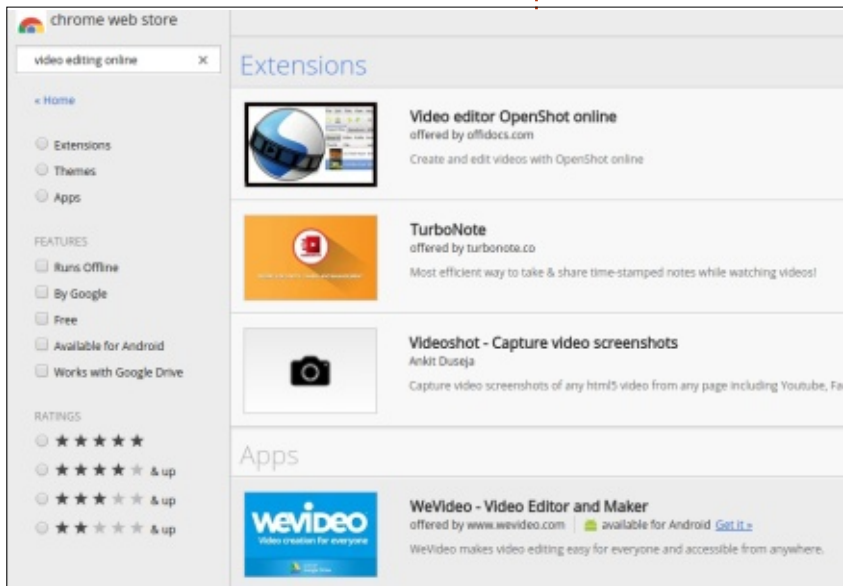 chrome web store
video editing online ×
« Home
Extensions
Themes
Apps
FEATURES
Runs Offline
By Google
Free
Available for Android
Works with Google Drive
RATINGS
& up
& up
& up
Extensions
Video editor OpenShot online
offered by offidocs.com
Create and edit videos with OpenShot online
TurboNote
offered by turbonote.co
Most efficient way to take & share time-stamped notes while watching videos!
Videoshot - Capture video screenshots
Ankit Duseja
Capture video screenshots of any html5 video from any page including Youtube, Fa
Apps
WEVIDEO
Video creation for everyone
Google Drive
WeVideo - Video Editor and Maker
offered by www.wevideo.com available for Android Get it »
WeVideo makes video editing easy for everyone and accessible from anywhere.